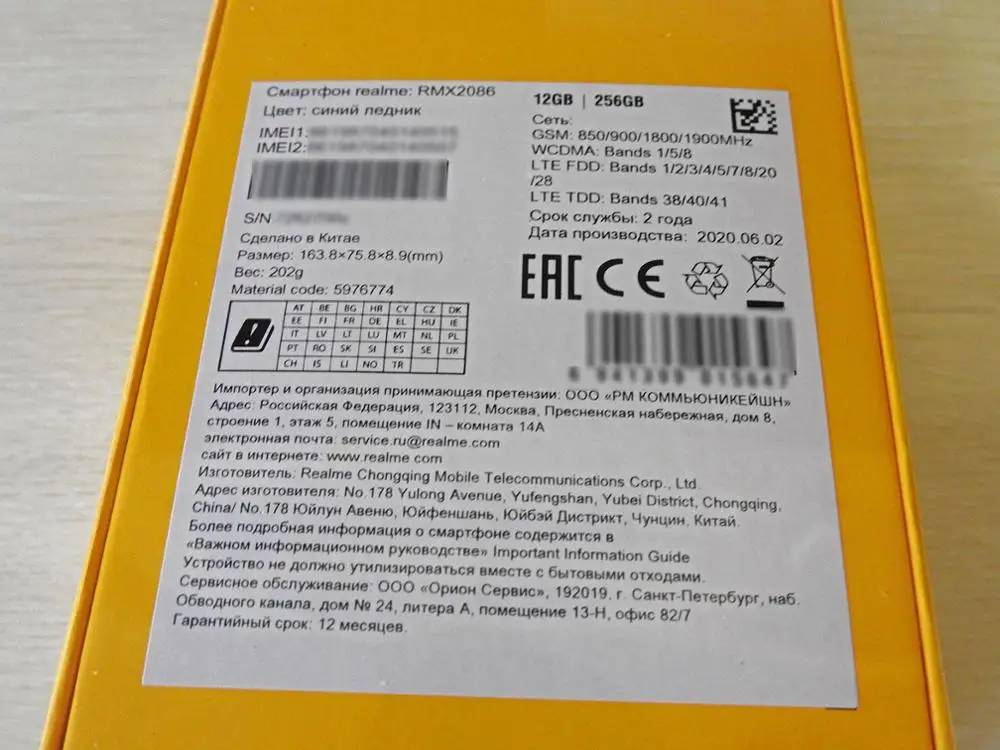 Смартфон realme: RMX2086
Цвет: синий ледник
IMEI1:
IMEI2:
S/N
Сделано в Китае
Размер: 163.8×75.8×8.9(mm)
Вес: 202g
Material code: 5976774
12GB | 256GB
Сеть:
GSM: 850/900/1800/1900MHz
WCDMA: Bands 1/5/8
LTE FDD: Bands 1/2/3/4/5/7/8/20
/28
LTE TDD: Bands 38/40/41
Срок службы: 2 года
Дата производства: 2020.06.02
EAC CE
AT BE BG HR CY CZ DK
EE FI FR DE EL HU IE
IT LV LT LU MT NL PL
PT RO SK SI ES SE UK
CH IS LI NO TR
Импортер и организация принимающая претензии: ООО «РМ КОММЬЮНИКЕЙШН»
Адрес: Российская Федерация, 123112, Москва, Пресненская набережная, дом 8,
строение 1, этаж 5, помещение IN – комната 14А
электронная почта: service.ru@realme.com
сайт в интернете: www.realme com
Изготовитель: Realme Chongqing Mobile Telecommunications Corp., Ltd.
Адрес изготовителя: No.178 Yulong Avenue, Yufengshan, Yubei District, Chongqing,
China/ No.178 Юйлун Авеню, Юйфеншань, Юйбэй Дистрикт, Чунцин, Китай.
Более подробная информация о смартфоне содержится в
«Важном информационном руководстве» Important Information Guide
Устройство не должно утилизироваться вместе с бытовыми отходами.
Сервисное обслуживание: ООО «Орион Сервис», 192019, г. Санкт-Петербург, наб.
Обводного канала, дом № 24, литера А, помещение 13-Н, офис 82/7
Гарантийный срок: 12 месяцев.